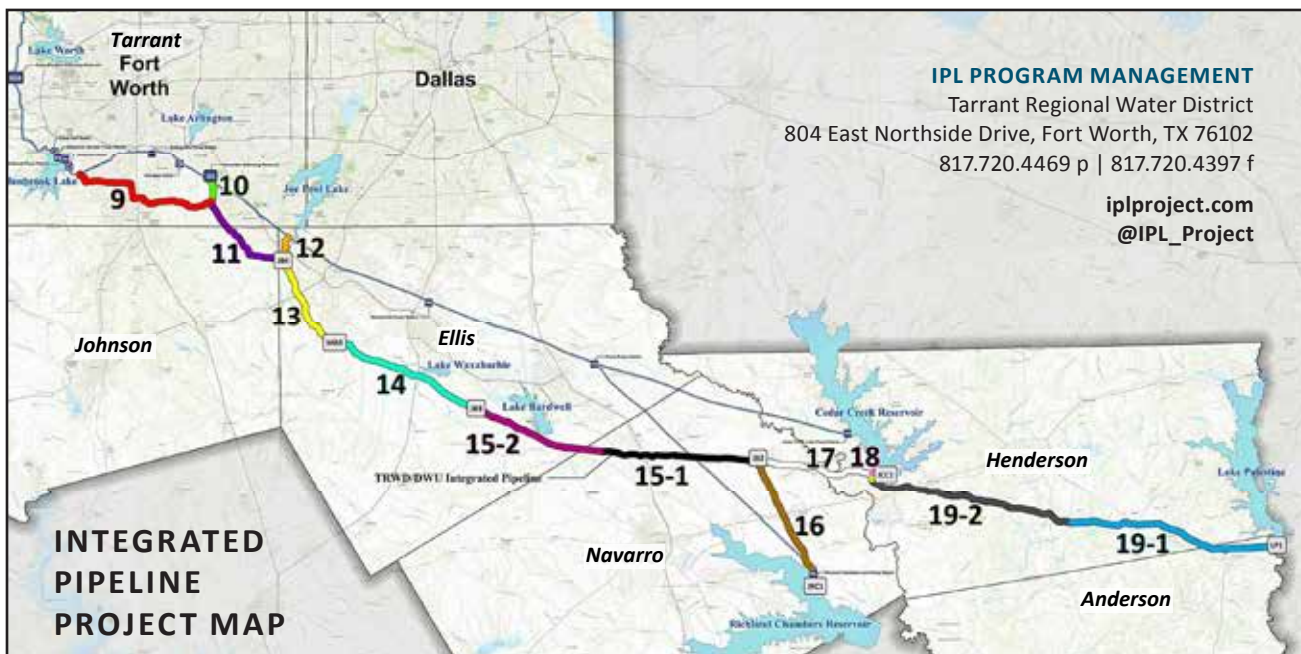 Tarrant
Fort
Worth
Dallas
Lake Worth
Lake Arlington
Joe Pool Lake
IPL PROGRAM MANAGEMENT
Tarrant Regional Water District
804 East Northside Drive, Fort Worth, TX 76102
817.720.4469 p | 817.720.4397 f
iplproject.com
@IPL_Project
9
10
11
12
13
Johnson
Ellis
14
Lake Waxahachie
Lake Bardwell
15-2
TRWD/DWU Integrated Pipeline
15-1
Cedar Creek Reservoir
17
18
Henderson
Lake Palestine
19-2
19-1
16
Navarro
Anderson
Richland Chambers Reservoir
INTEGRATED
PIPELINE
PROJECT MAP